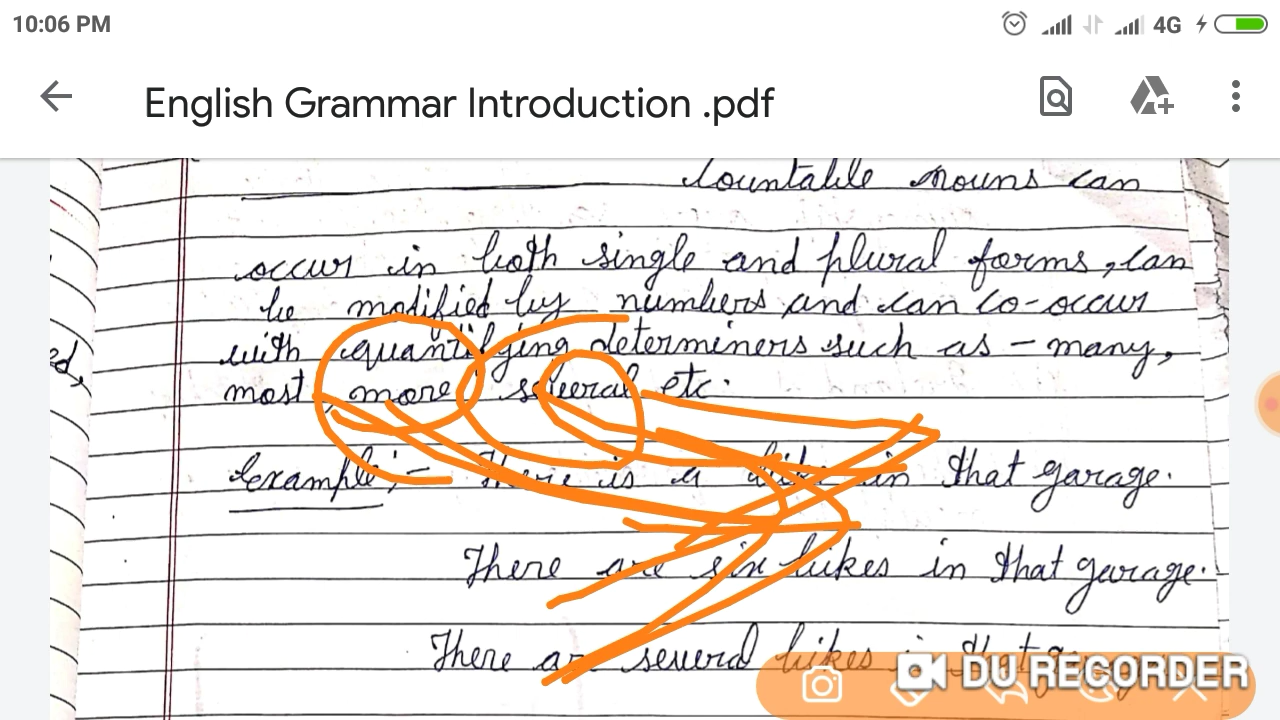 10:06 PM 4G
English Grammar Introduction .pdf
Countable nouns can
occur in both single and plural forms, can
be modified by numbers and can co-occur
ed,
with quantifying determiners such as - many,
most, more several etc.
Example:- There is a bike in that garage.
There are six bikes in that garage.
There are several bikes in that
DU RECORDER